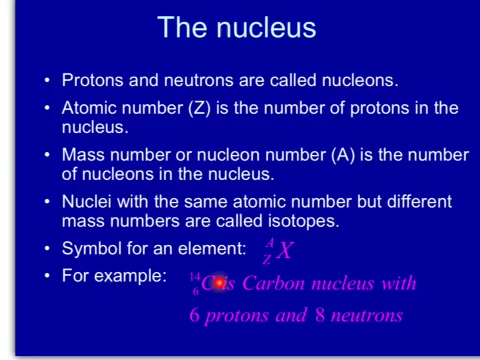 The nucleus
• Protons and neutrons are called nucleons.
• Atomic number (Z) is the number of protons in the
nucleus.
• Mass number or nucleon number (A) is the number
of nucleons in the nucleus.
• Nuclei with the same atomic number but different
mass numbers are called isotopes.
• Symbol for an element: ᴬ_Z X
• For example: ¹⁴₆C is Carbon nucleus with
6 protons and 8 neutrons